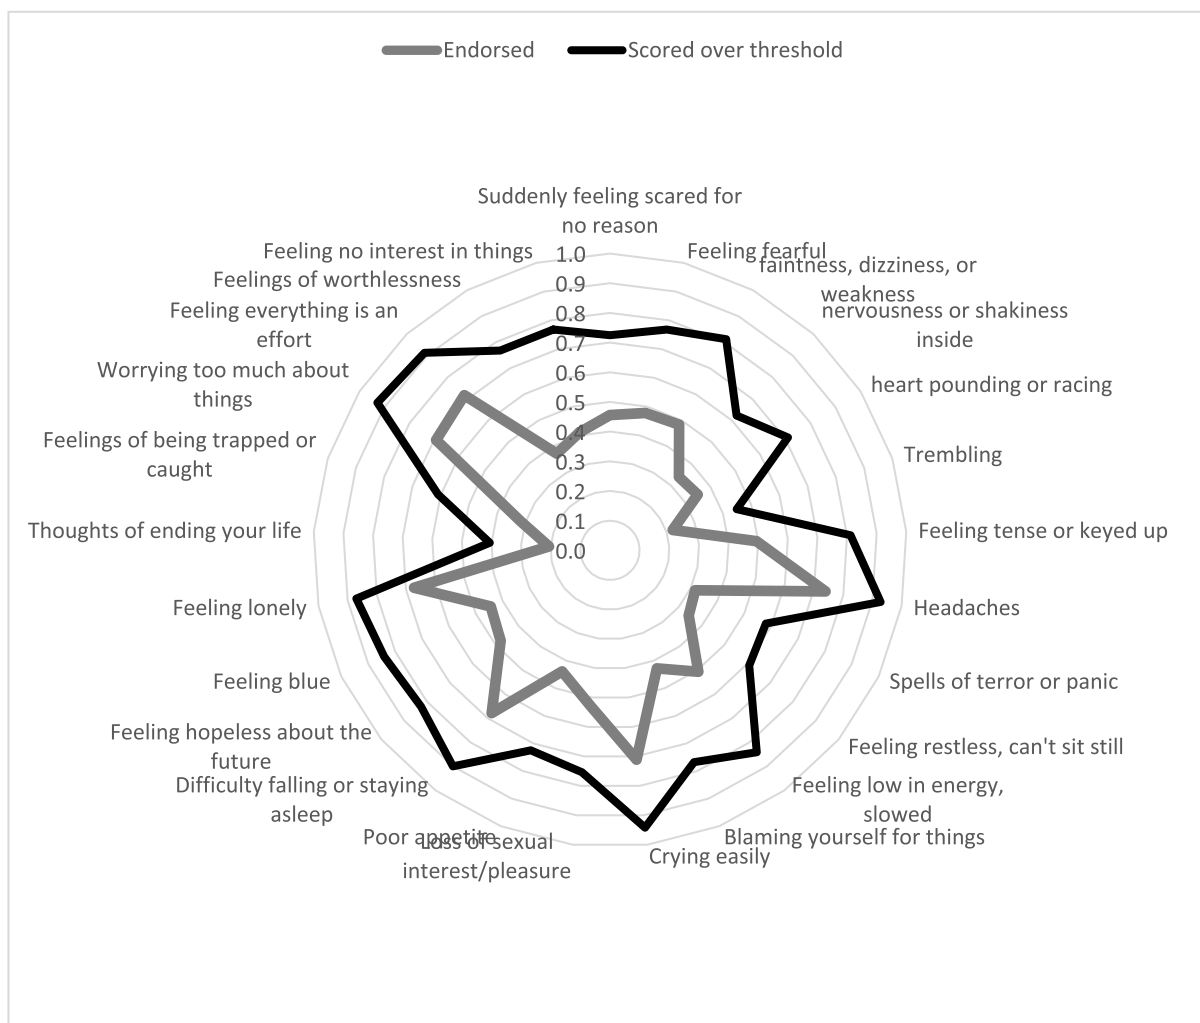 Endorsed
Scored over threshold
Suddenly feeling scared for
no reason
Feeling fearful
faintness, dizziness, or
weakness
nervousness or shakiness
inside
heart pounding or racing
Trembling
Feeling tense or keyed up
Headaches
Spells of terror or panic
Feeling restless, can't sit still
Feeling low in energy,
slowed
Blaming yourself for things
Crying easily
Loss of sexual
interest/pleasure
Poor appetite
Difficulty falling or staying
asleep
Feeling hopeless about the
future
Feeling blue
Feeling lonely
Thoughts of ending your life
Feelings of being trapped or
caught
Worrying too much about
things
Feeling everything is an
effort
Feelings of worthlessness
Feeling no interest in things
1.0
0.9
0.8
0.7
0.6
0.5
0.4
0.3
0.2
0.1
0.0